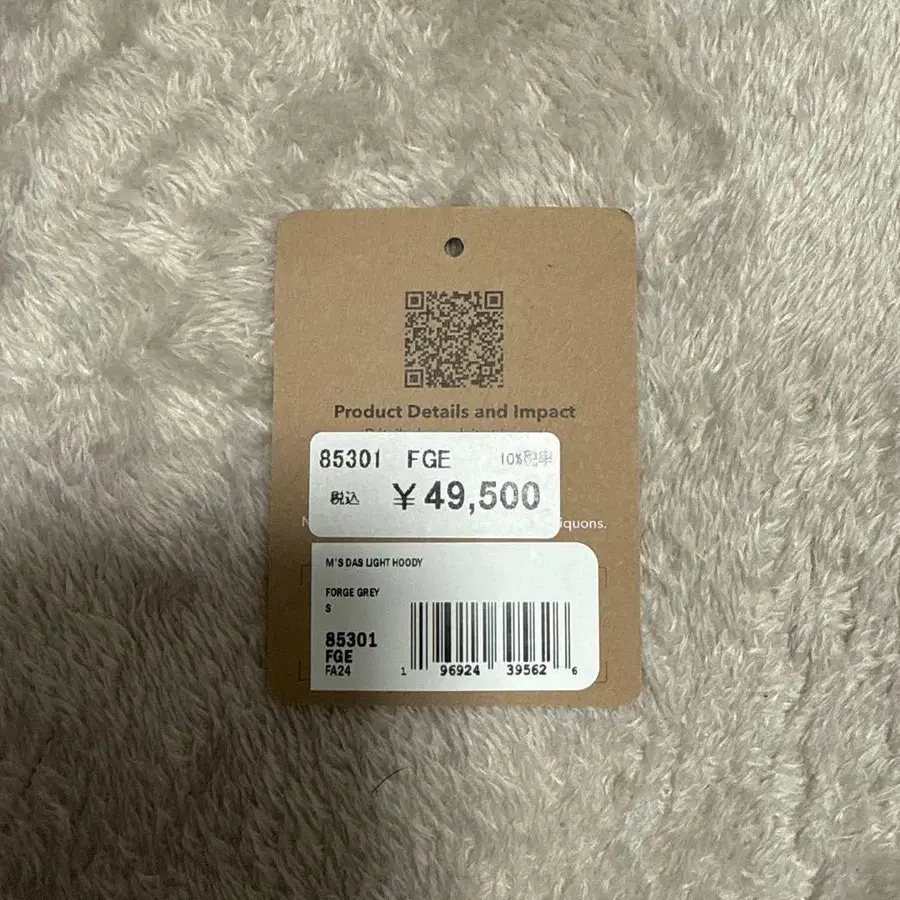 Product Details and Impact
85301 FGE 10%税率
税込 ¥49,500
iquons.
M'S DAS LIGHT HOODY
FORGE GREY
S
85301
FGE
FA24
1 96924 39562 6